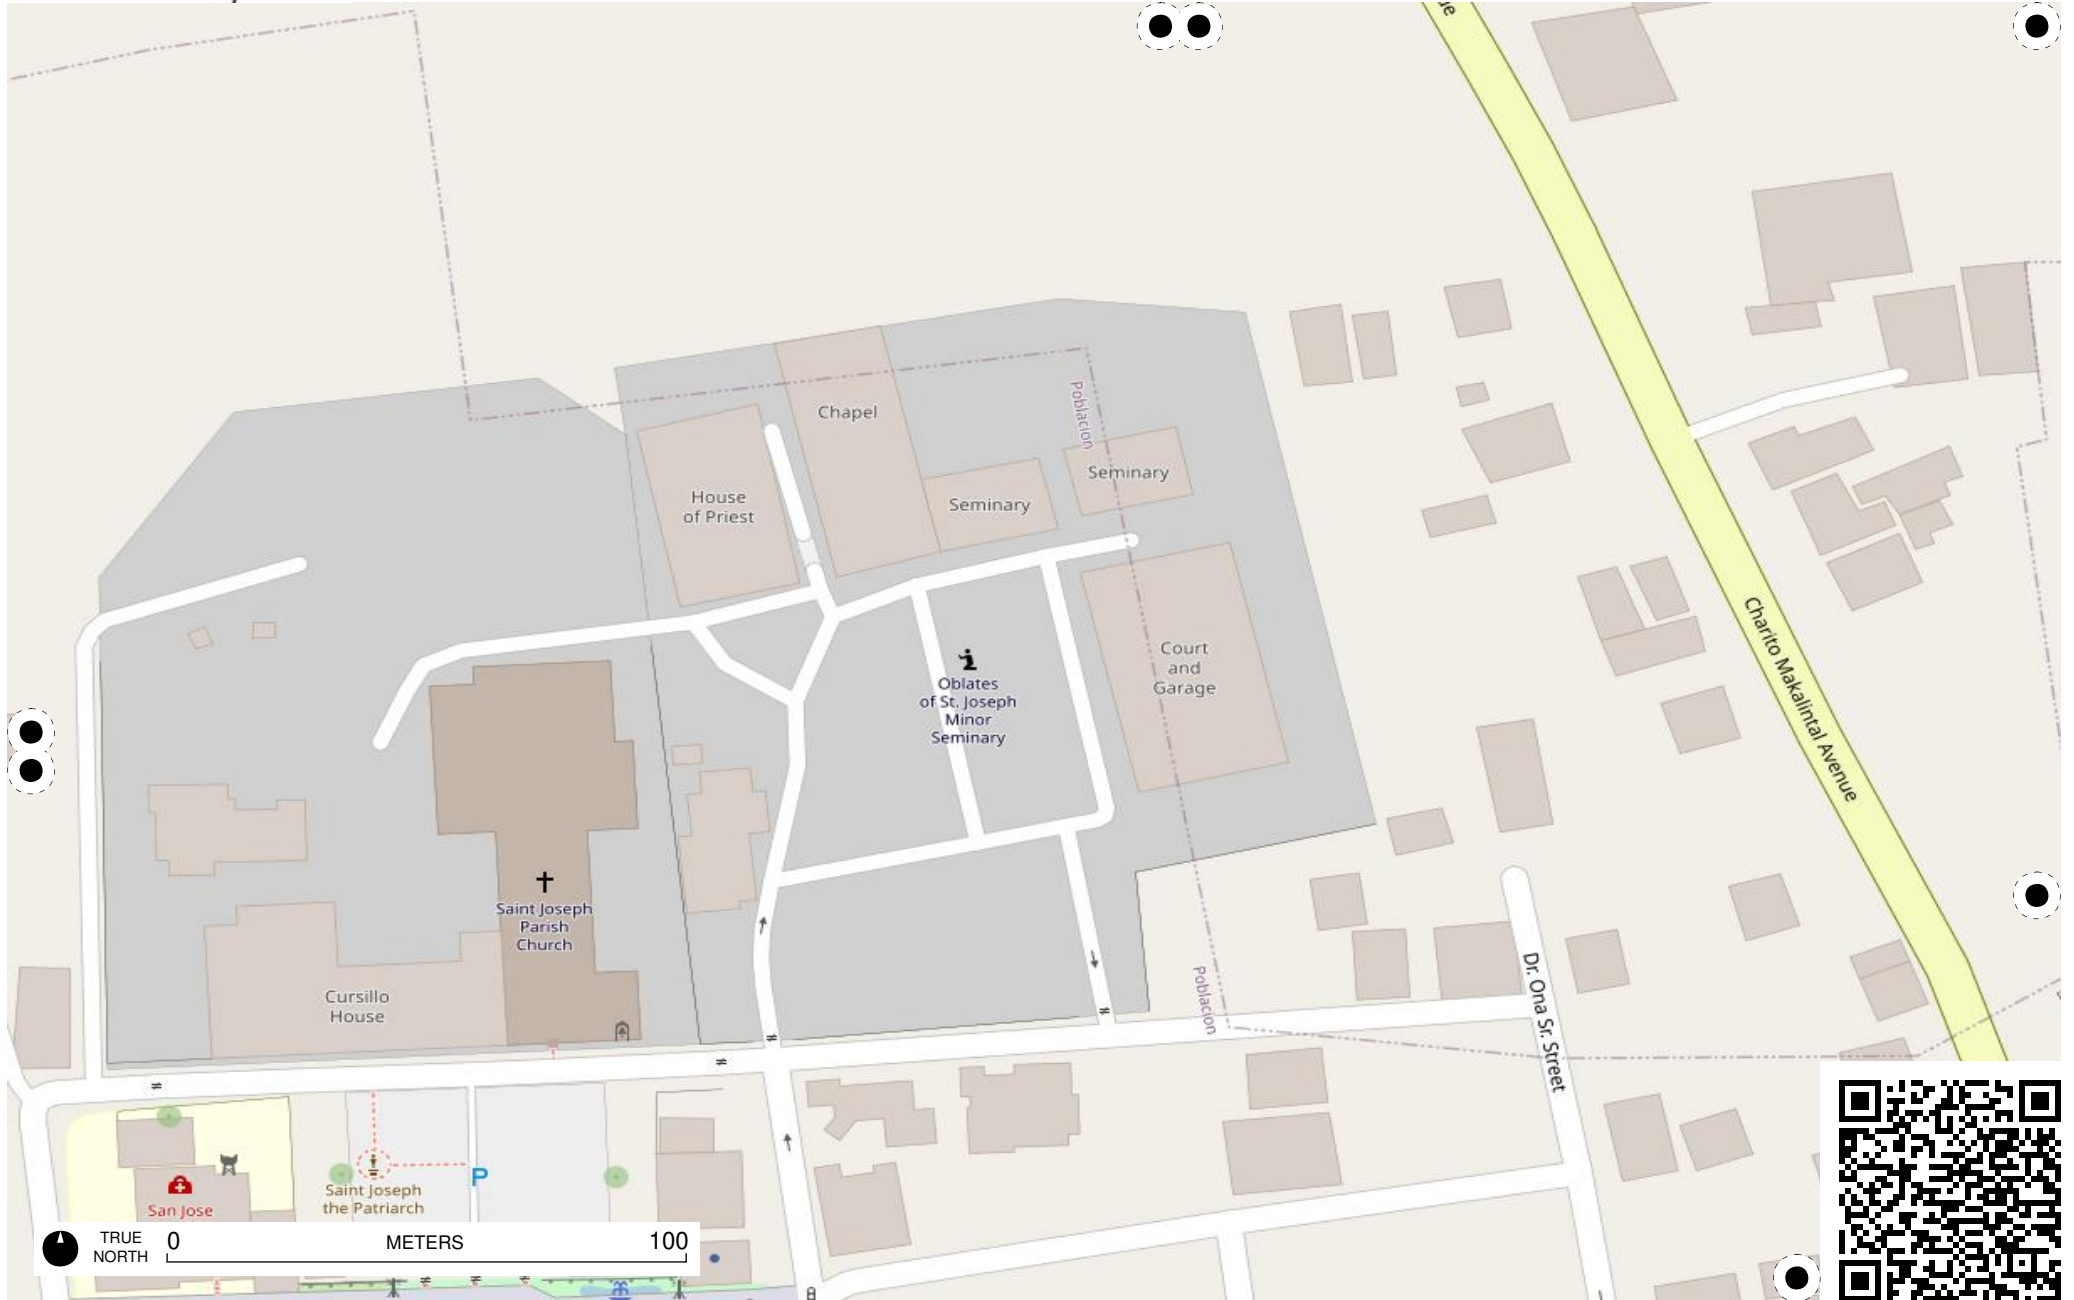 Chapel
Poblacion
Seminary
House
of Priest
Seminary
Charito Makalintal Avenue
Court
and
Garage
Oblates
of St. Joseph
Minor
Seminary
Saint Joseph
Parish
Church
Cursillo
House
Poblacion
Dr. Ona Sr. Street
P
Saint Joseph
the Patriarch
San Jose
TRUE
NORTH
0
METERS
100